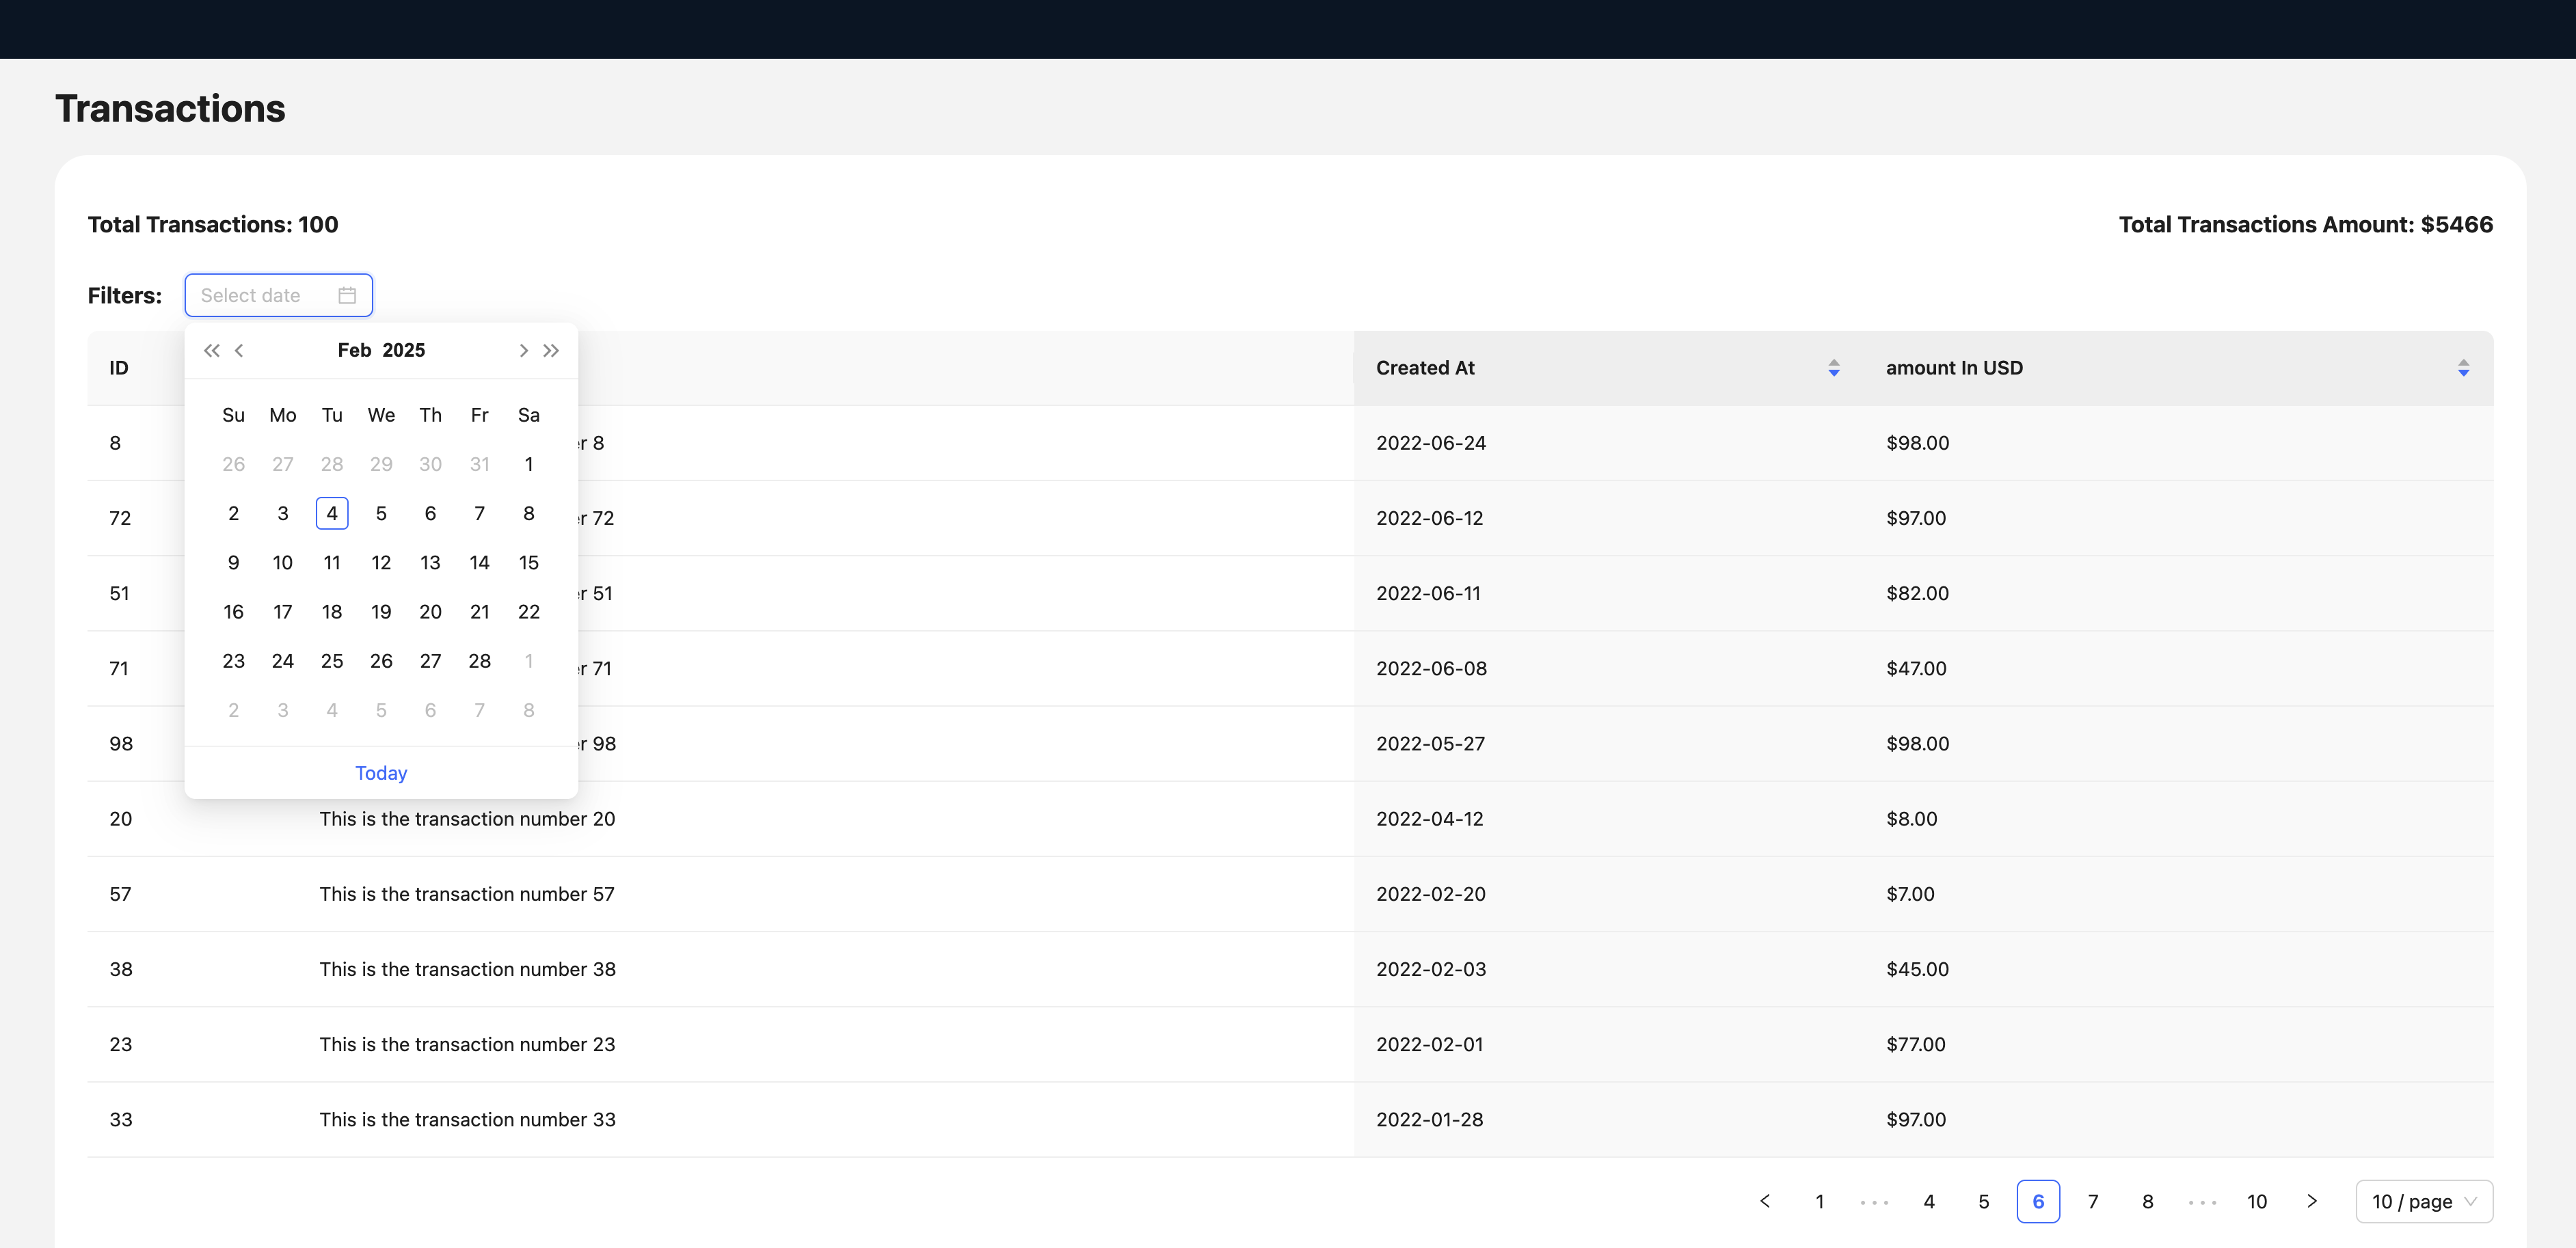 Transactions
Total Transactions: 100 Total Transactions Amount: $5466
Filters: Select date
Feb 2025
Su Mo Tu We Th Fr Sa
26 27 28 29 30 31 1
2 3 4 5 6 7 8
9 10 11 12 13 14 15
16 17 18 19 20 21 22
23 24 25 26 27 28 1
2 3 4 5 6 7 8
Today
ID Created At amount In USD
8 r 8 2022-06-24 $98.00
72 r 72 2022-06-12 $97.00
51 r 51 2022-06-11 $82.00
71 r 71 2022-06-08 $47.00
98 r 98 2022-05-27 $98.00
20 This is the transaction number 20 2022-04-12 $8.00
57 This is the transaction number 57 2022-02-20 $7.00
38 This is the transaction number 38 2022-02-03 $45.00
23 This is the transaction number 23 2022-02-01 $77.00
33 This is the transaction number 33 2022-01-28 $97.00
< 1 ••• 4 5 6 7 8 ••• 10 > 10 / page